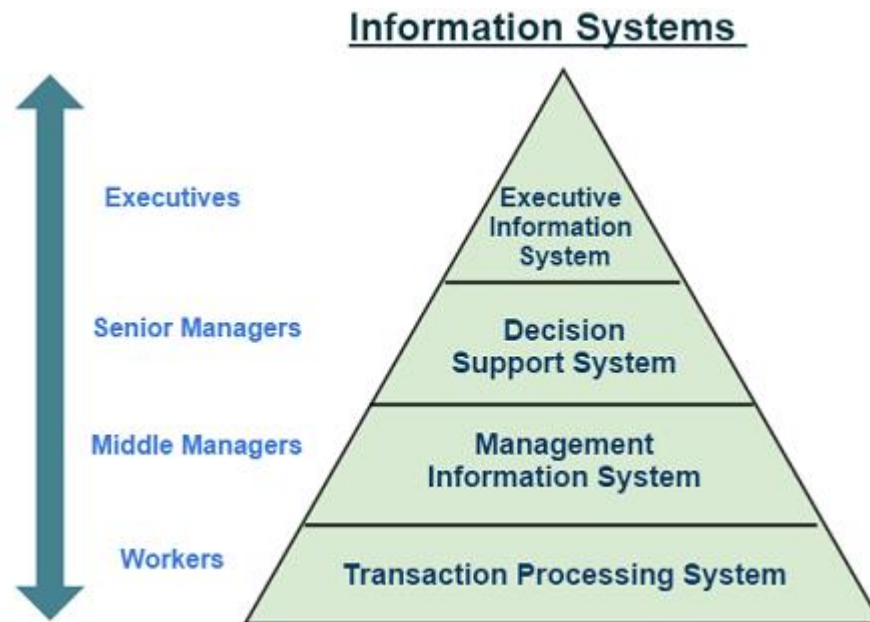 Information Systems
Executives
Executive
Information
System
Senior Managers
Decision
Support System
Middle Managers
Management
Information System
Workers
Transaction Processing System